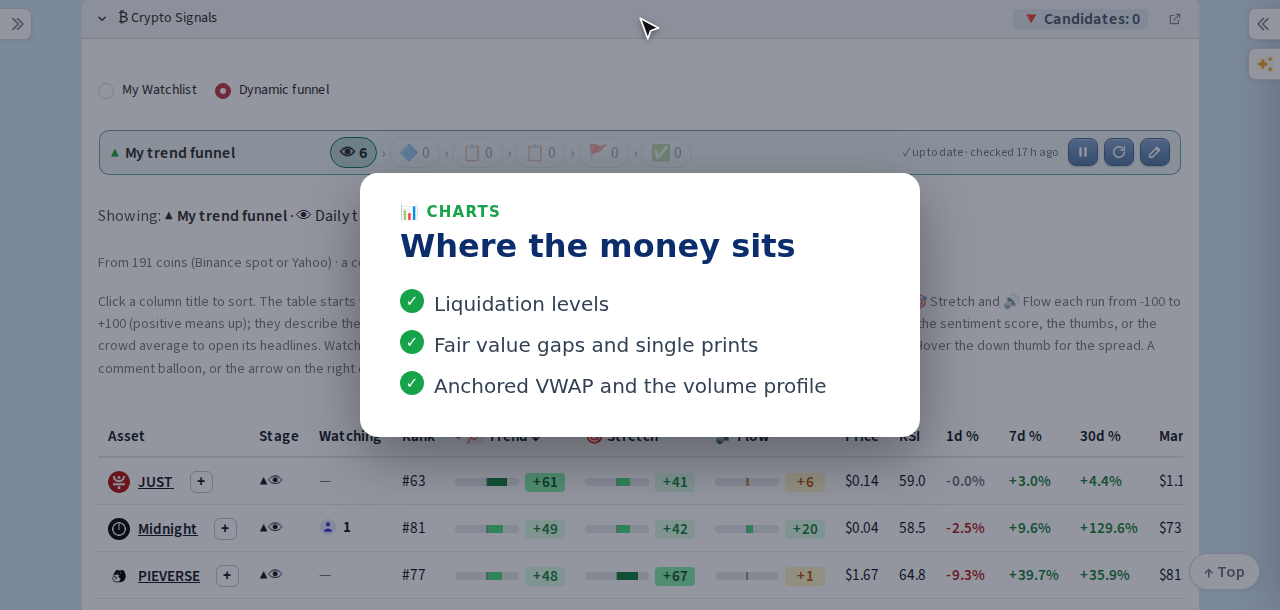 ₿ Crypto Signals
🔻 Candidates: 0
My Watchlist
Dynamic funnel
▲ My trend funnel
👁 6 › 🔷 0 › 📋 0 › 📋 0 › 🚩 0 › ✅ 0
✓ up to date · checked 17 h ago
Showing: ▲ My trend funnel · 👁 Daily
From 191 coins (Binance spot or Yahoo) · a
Click a column title to sort. The table starts
Stretch and 🔊 Flow each run from -100 to
+100 (positive means up); they describe the
the sentiment score, the thumbs, or the
crowd average to open its headlines. Watch
Hover the down thumb for the spread. A
comment balloon, or the arrow on the right
📊 CHARTS
Where the money sits
✓ Liquidation levels
✓ Fair value gaps and single prints
✓ Anchored VWAP and the volume profile
Asset Stage Watching Rank Trend Stretch Flow Price RSI 1d % 7d % 30d % Mar
JUST + ▲👁 — #63 +61 +41 +6 $0.14 59.0 -0.0% +3.0% +4.4% $1.1
Midnight + ▲👁 1 #81 +49 +42 +20 $0.04 58.5 -2.5% +9.6% +129.6% $73
PIEVERSE + ▲👁 — #77 +48 +67 +1 $1.67 64.8 -9.3% +39.7% +35.9% $81
↑ Top